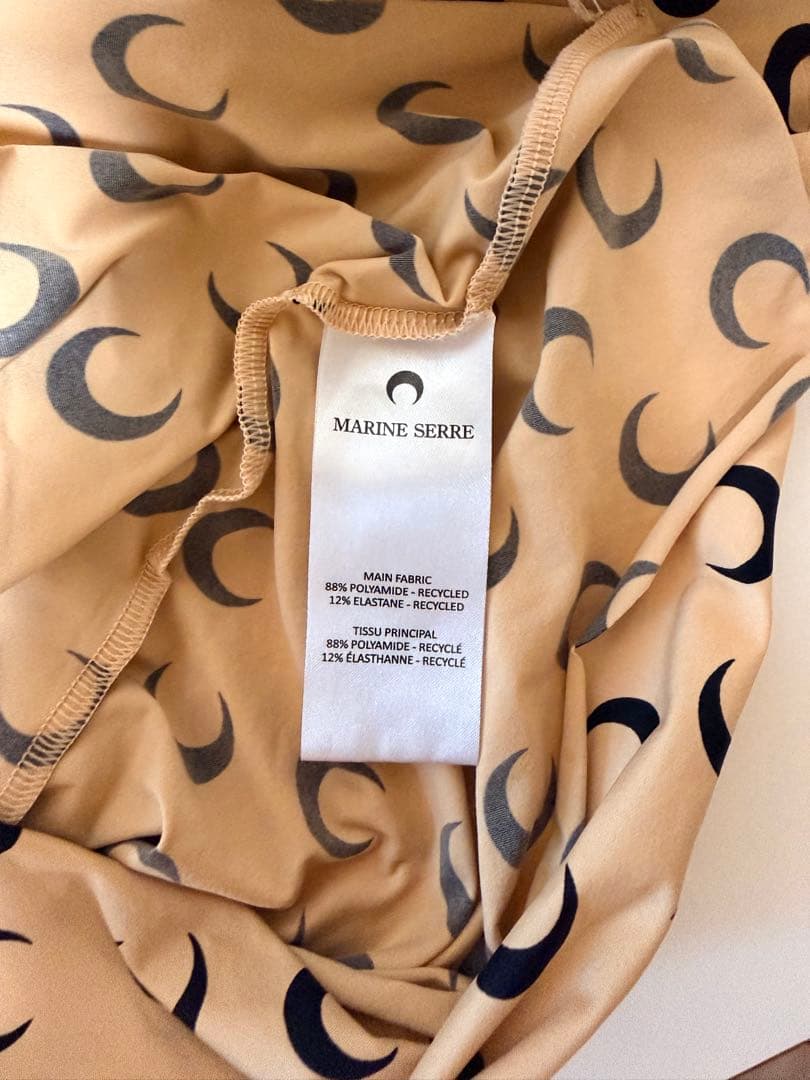 MARINE SERRE
MAIN FABRIC
88% POLYAMIDE - RECYCLED
12% ELASTANE - RECYCLED
TISSU PRINCIPAL
88% POLYAMIDE - RECYCLÉ
12% ÉLASTHANNE - RECYCLÉ